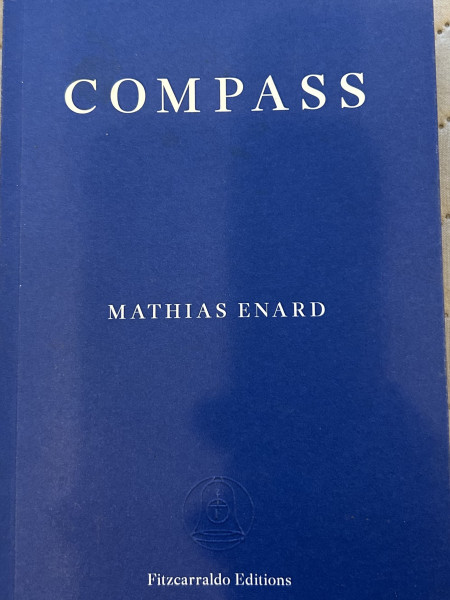 COMPASS
MATHIAS ENARD
Fitzcarraldo Editions